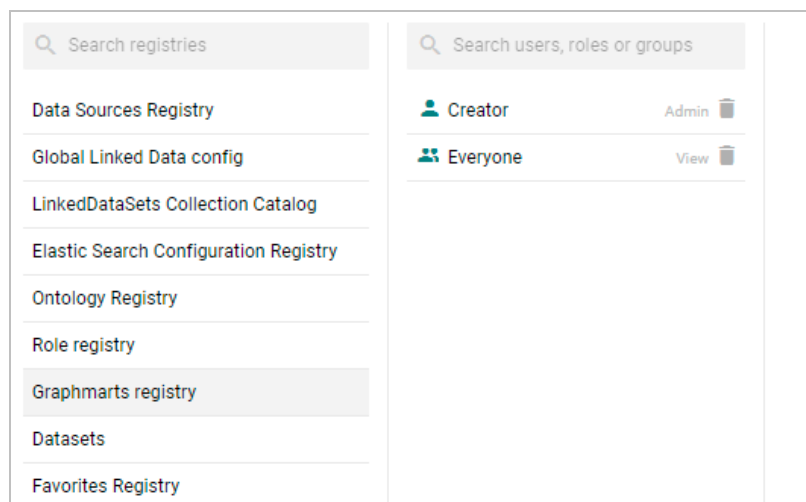 Search registries
Data Sources Registry
Global Linked Data config
LinkedDataSets Collection Catalog
Elastic Search Configuration Registry
Ontology Registry
Role registry
Graphmarts registry
Datasets
Favorites Registry
Search users, roles or groups
Creator Admin
Everyone View